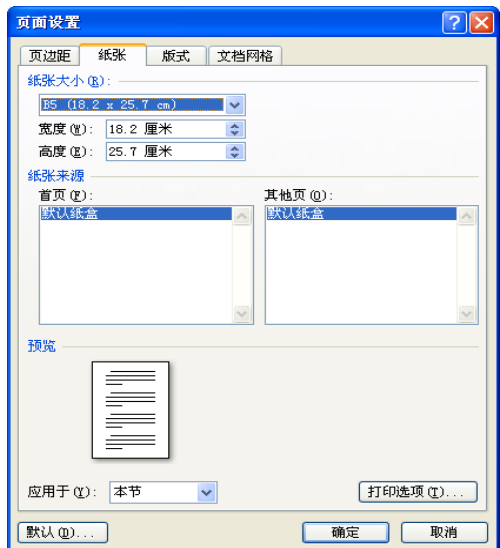 页面设置
页边距 纸张 版式 文档网格
纸张大小(R):
B5 (18.2 x 25.7 cm)
宽度(W): 18.2 厘米
高度(E): 25.7 厘米
纸张来源
首页(F): 其他页(O):
默认纸盒 默认纸盒
预览
应用于(Y): 本节 打印选项(T)...
默认(D)... 确定 取消